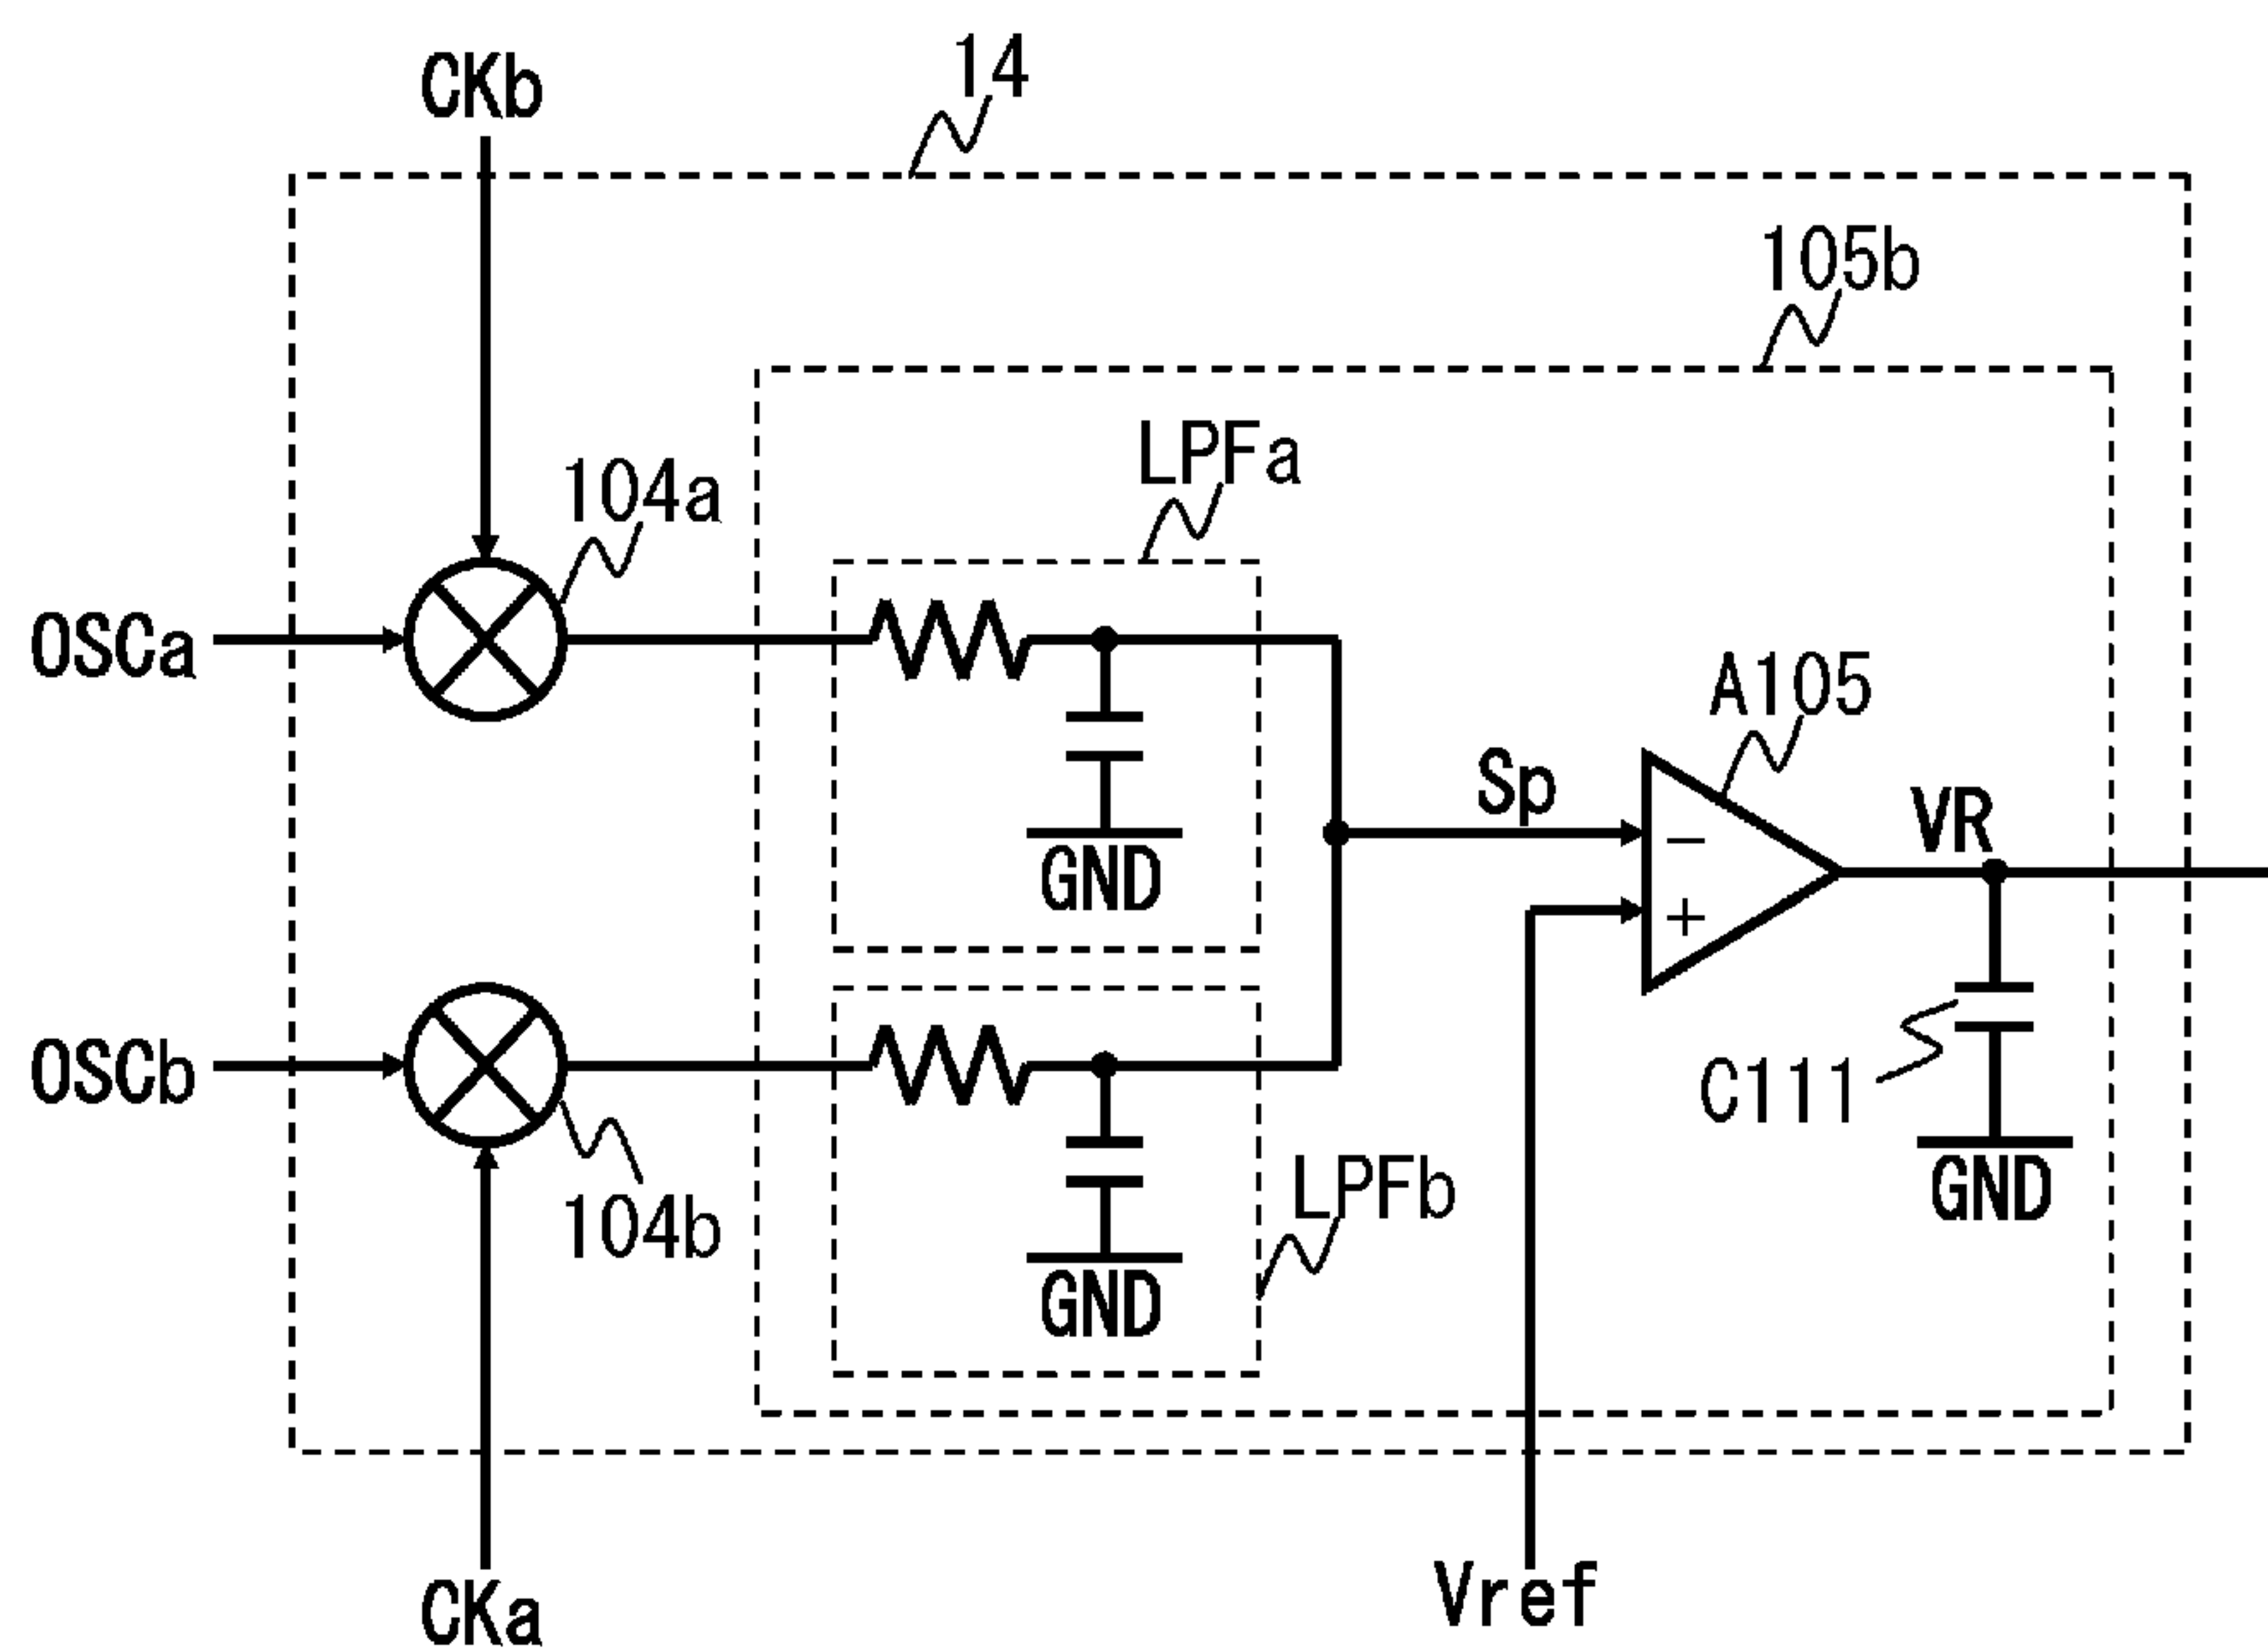 14
CKb
105b
LPFa
104a
OSCa
A105
Sp
−
VR
GND
+
OSCb
C111
LPFb
104b
GND
GND
Vref
CKa